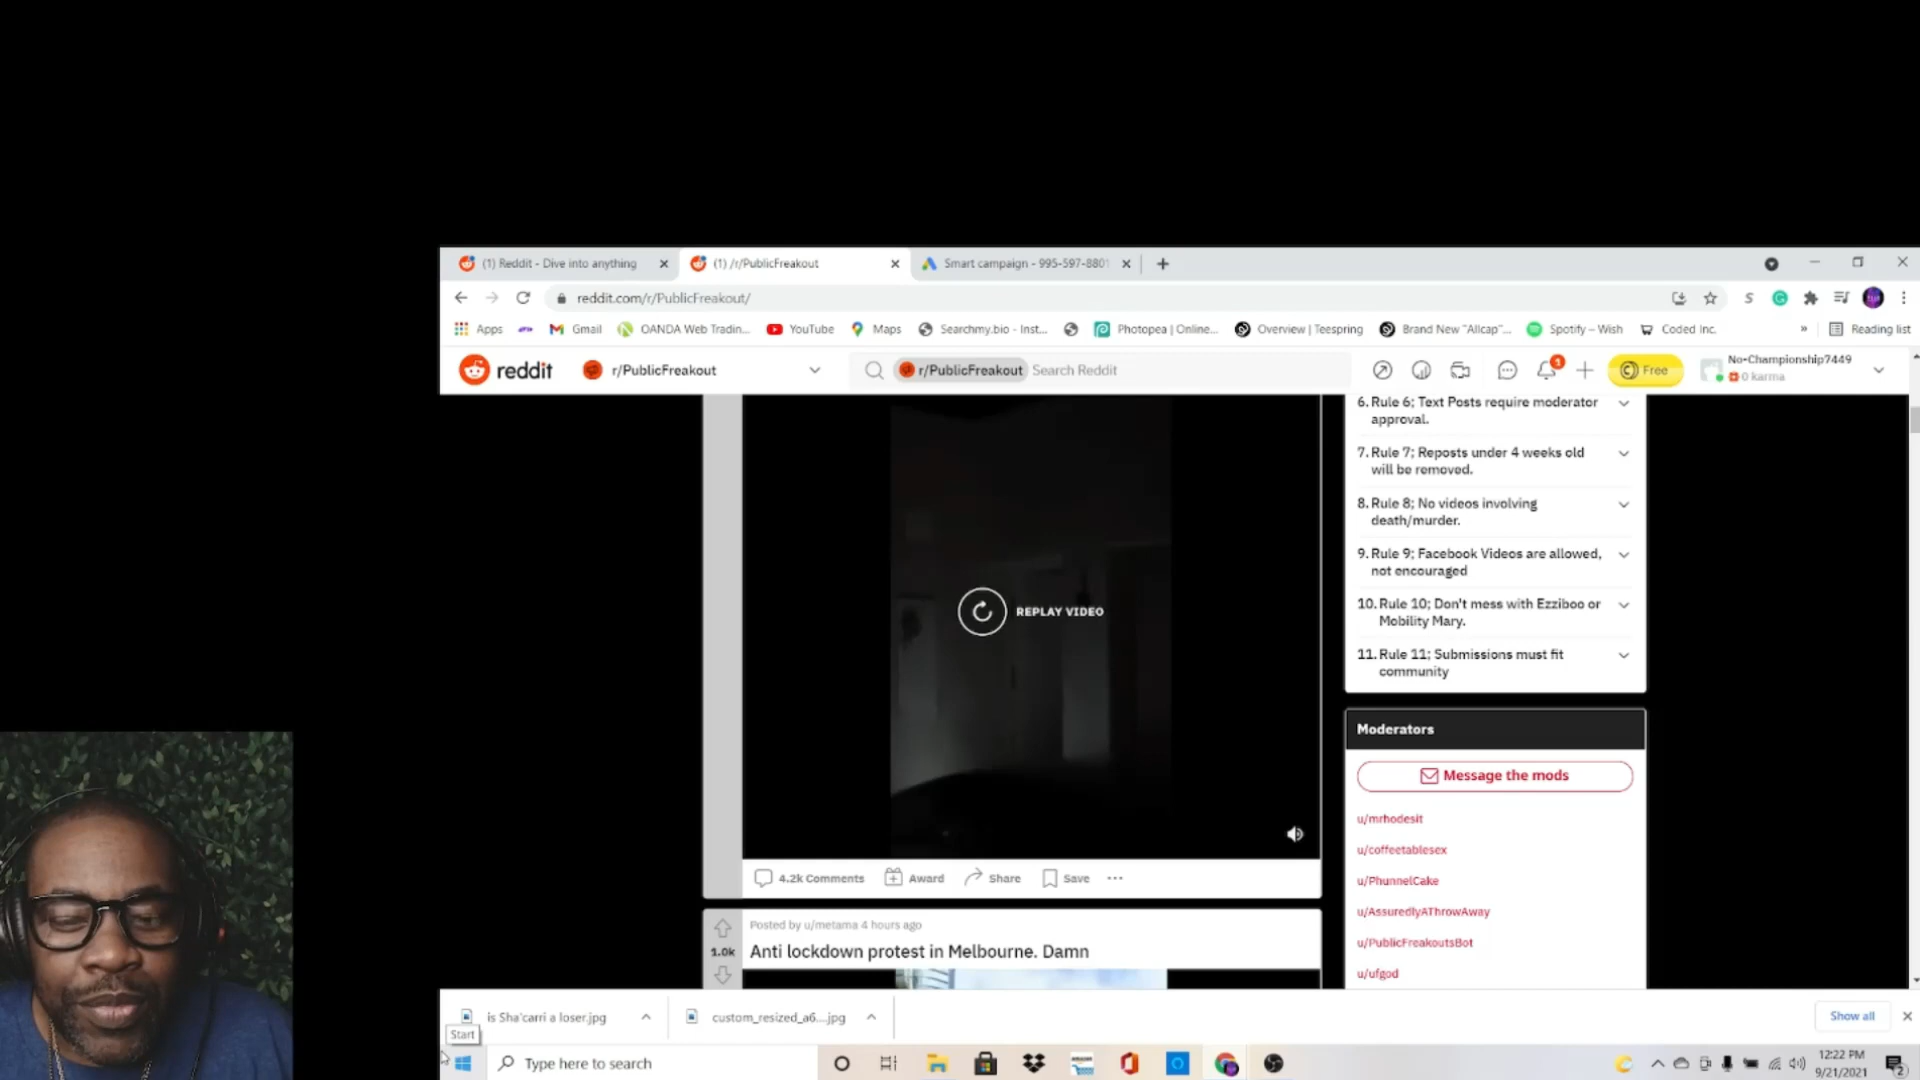 (1) Reddit - Dive into anything
(1) /r/PublicFreakout
Smart campaign - 995-597-8801
reddit.com/r/PublicFreakout/
Apps
Gmail
OANDA Web Tradin...
YouTube
Maps
Searchmy.bio - Inst...
Photopea | Online...
Overview | Teespring
Brand New "Allcap"...
Spotify – Wish
Coded Inc.
»
Reading list
reddit
r/PublicFreakout
r/PublicFreakout
Search Reddit
1
Free
No-Championship7449
0 karma
6. Rule 6; Text Posts require moderator
approval.
7. Rule 7; Reposts under 4 weeks old
will be removed.
8. Rule 8; No videos involving
death/murder.
9. Rule 9; Facebook Videos are allowed,
not encouraged
10. Rule 10; Don't mess with Ezziboo or
Mobility Mary.
11. Rule 11; Submissions must fit
community
REPLAY VIDEO
Moderators
Message the mods
u/mrhodesit
u/coffeetablesex
u/PhunnelCake
u/AssuredlyAThrowAway
u/PublicFreakoutsBot
u/ufgod
4.2k Comments
Award
Share
Save
Posted by u/metama 4 hours ago
1.0k
Anti lockdown protest in Melbourne. Damn
is Sha'carri a loser.jpg
custom_resized_a6....jpg
Show all
Start
Type here to search
12:22 PM
9/21/2021
2